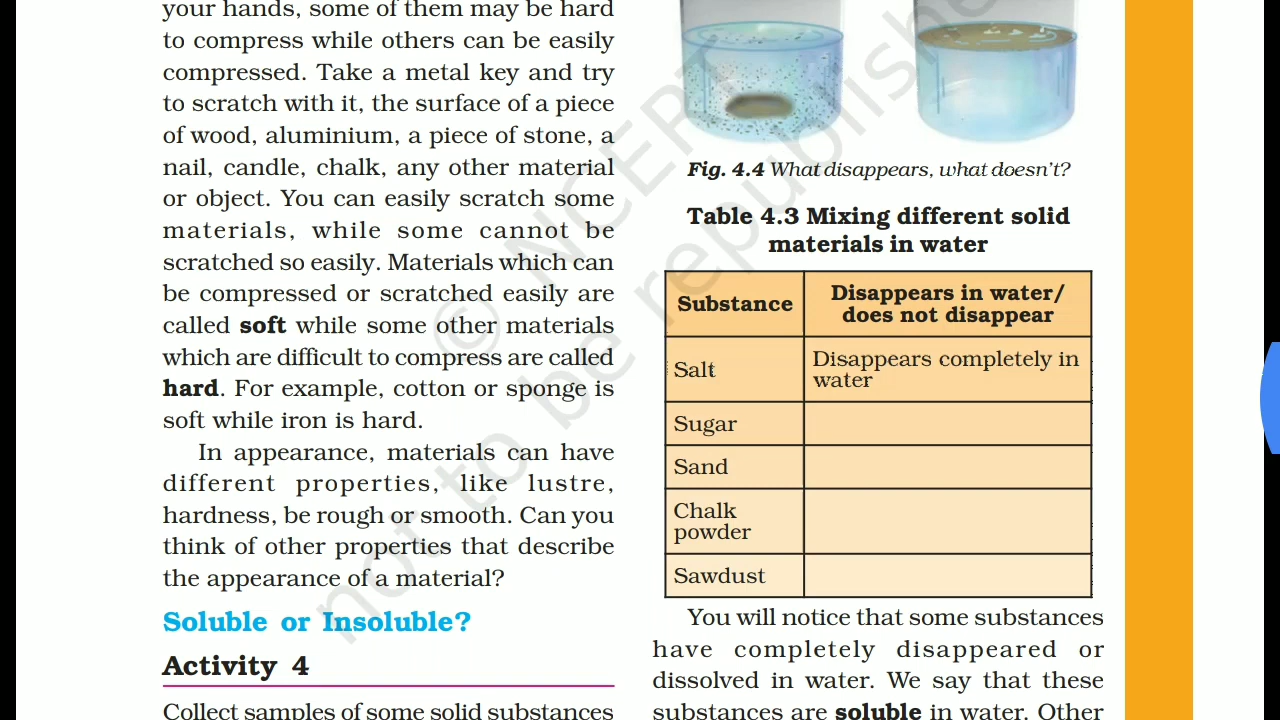 your hands, some of them may be hard
to compress while others can be easily
compressed. Take a metal key and try
to scratch with it, the surface of a piece
of wood, aluminium, a piece of stone, a
nail, candle, chalk, any other material
or object. You can easily scratch some
materials, while some cannot be
scratched so easily. Materials which can
be compressed or scratched easily are
called soft while some other materials
which are difficult to compress are called
hard. For example, cotton or sponge is
soft while iron is hard.
In appearance, materials can have
different properties, like lustre,
hardness, be rough or smooth. Can you
think of other properties that describe
the appearance of a material?
Soluble or Insoluble?
Activity 4
Collect samples of some solid substances
Fig. 4.4 What disappears, what doesn't?
Table 4.3 Mixing different solid
materials in water
Substance
Disappears in water/
does not disappear
Salt
Disappears completely in
water
Sugar
Sand
Chalk
powder
Sawdust
You will notice that some substances
have completely disappeared or
dissolved in water. We say that these
substances are soluble in water. Other
© NCERT
not to be republishe